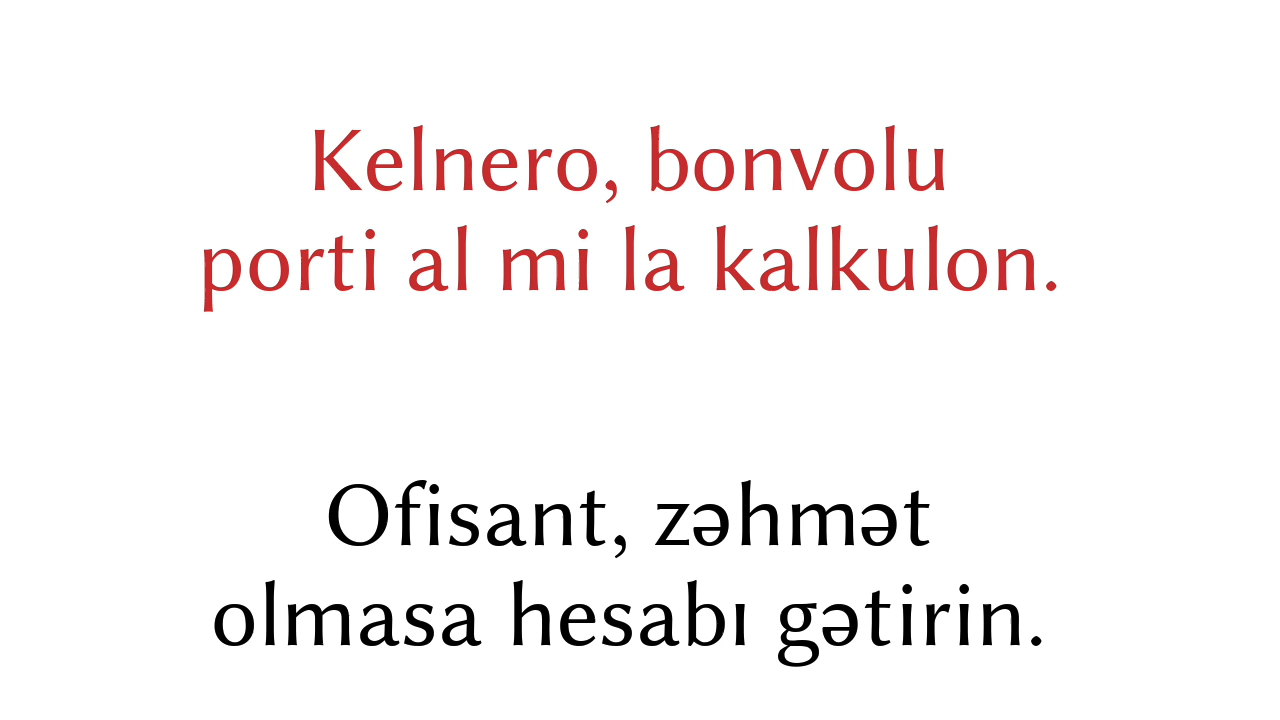 Kelnero, bonvolu
porti al mi la kalkulon.
Ofisant, zəhmət
olmasa hesabı gətirin.